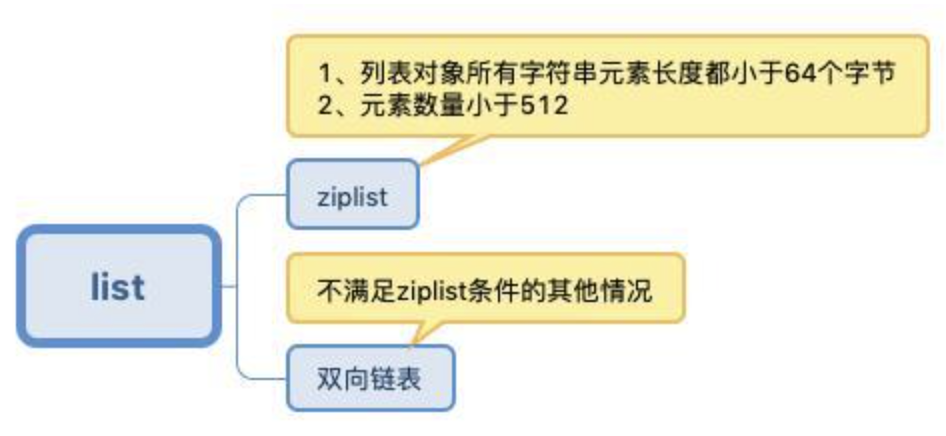 1、列表对象所有字符串元素长度都小于64个字节
2、元素数量小于512
ziplist
list
不满足ziplist条件的其他情况
双向链表